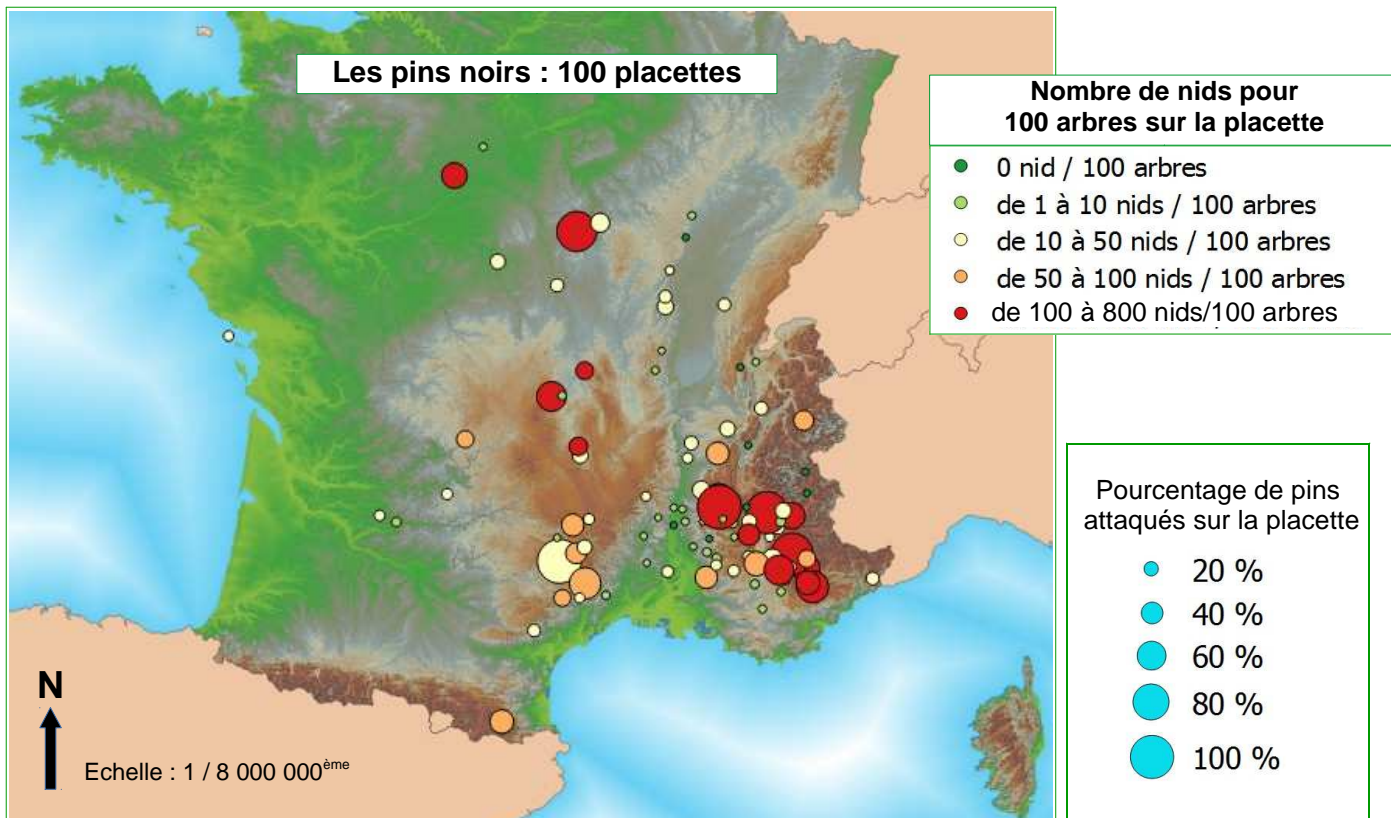 Les pins noirs : 100 placettes
Nombre de nids pour
100 arbres sur la placette
0 nid / 100 arbres
de 1 à 10 nids / 100 arbres
de 10 à 50 nids / 100 arbres
de 50 à 100 nids / 100 arbres
de 100 à 800 nids/100 arbres
Pourcentage de pins
attaqués sur la placette
20 %
40 %
60 %
80 %
100 %
N
Echelle : 1 / 8 000 000ème